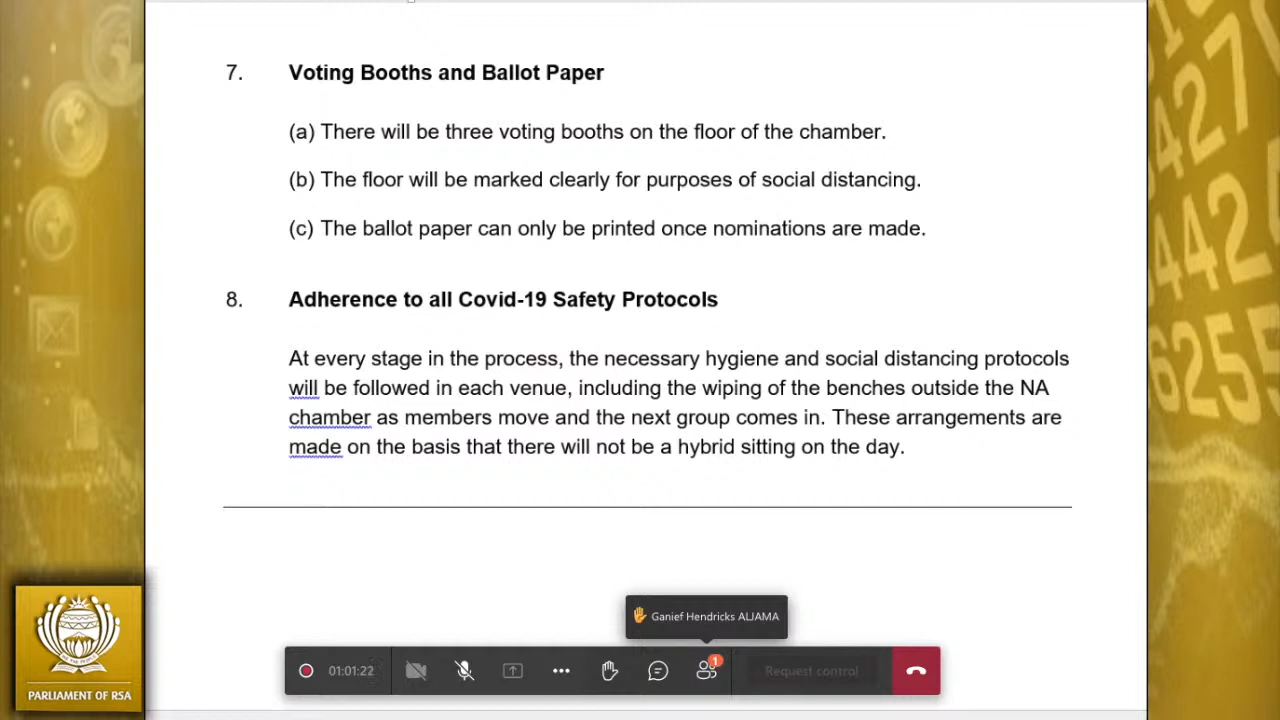 7. Voting Booths and Ballot Paper
(a) There will be three voting booths on the floor of the chamber.
(b) The floor will be marked clearly for purposes of social distancing.
(c) The ballot paper can only be printed once nominations are made.
8. Adherence to all Covid-19 Safety Protocols
At every stage in the process, the necessary hygiene and social distancing protocols
will be followed in each venue, including the wiping of the benches outside the NA
chamber as members move and the next group comes in. These arrangements are
made on the basis that there will not be a hybrid sitting on the day.
Ganief Hendricks ALJAMA
01:01:22
1
Request control
PARLIAMENT OF RSA
427
442
6255